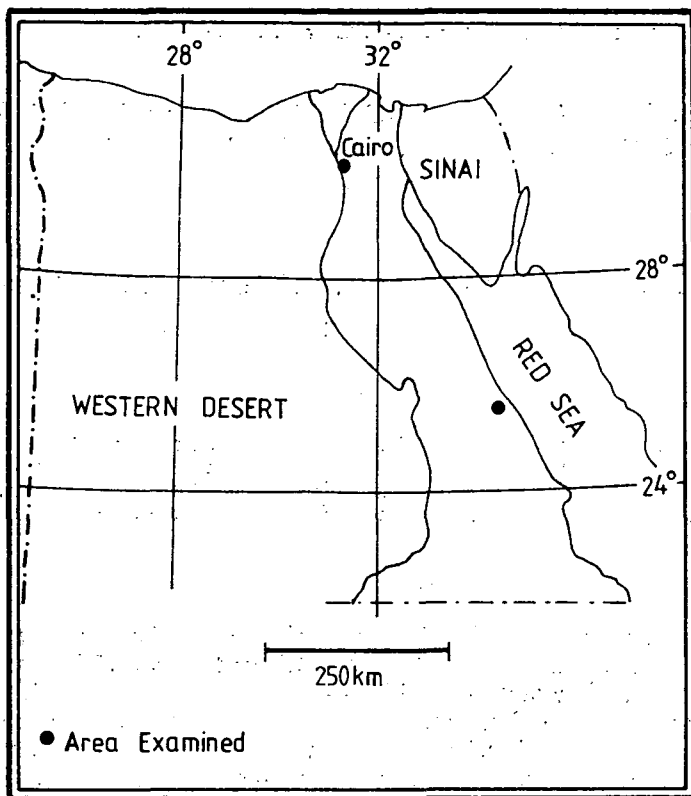 28° 32°
Cairo
SINAI
28°
RED SEA
WESTERN DESERT
24°
250km
Area Examined